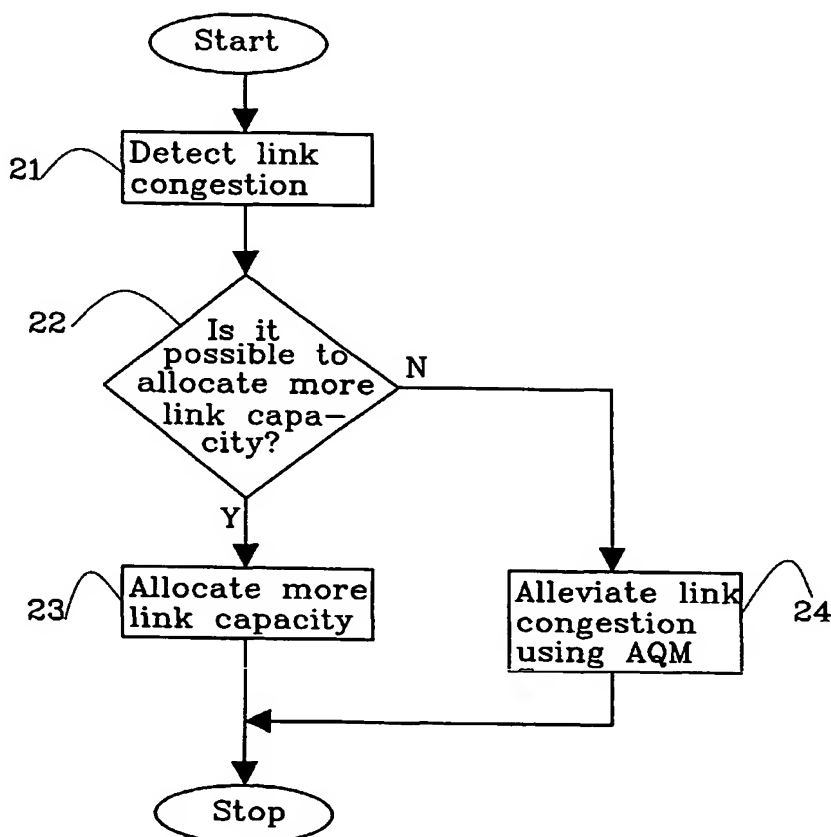 Start
21
Detect link
congestion
22
Is it
possible to
allocate more
link capa-
city?
N
Y
23
Allocate more
link capacity
Alleviate link
congestion
using AQM
24
Stop